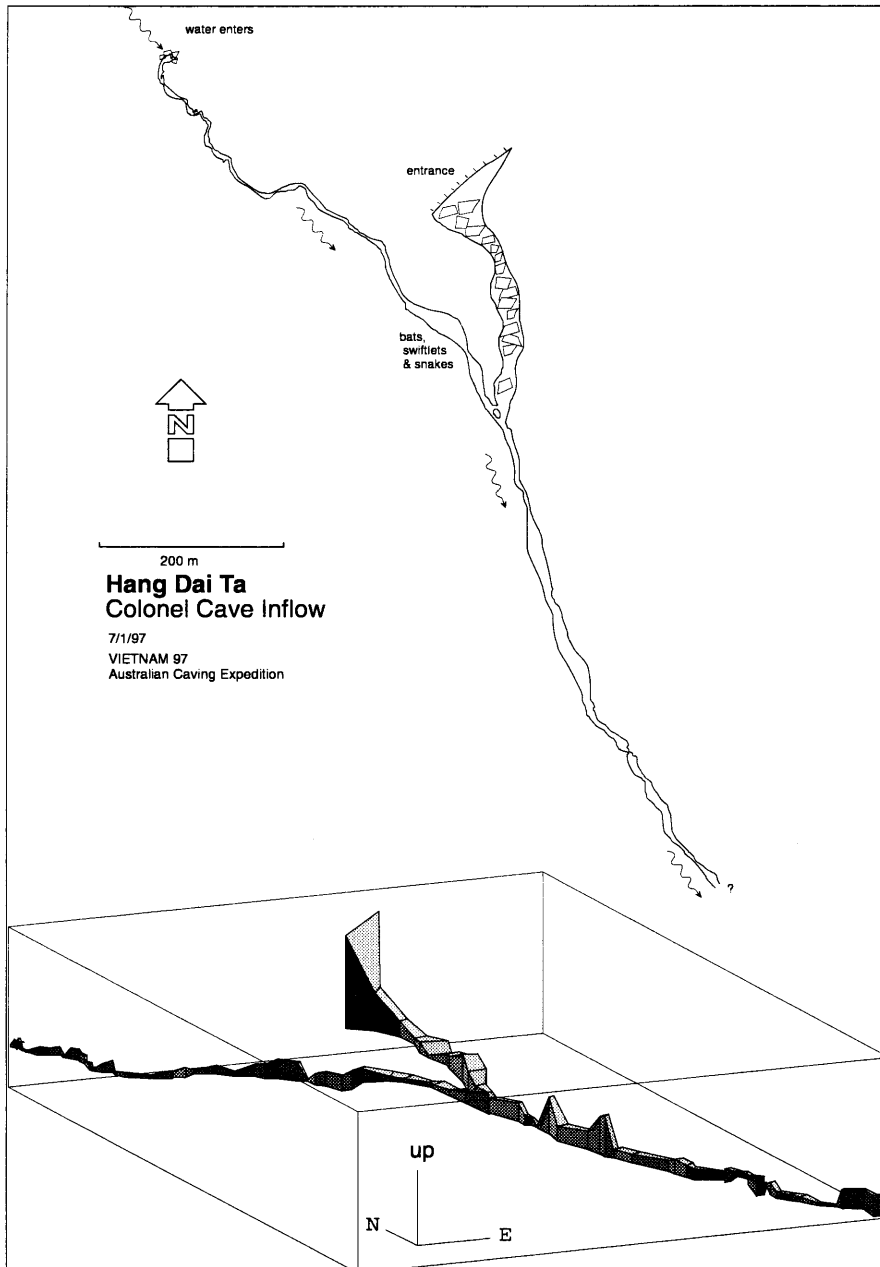 water enters
entrance
bats,
swiftlets
& snakes
N
200 m
Hang Dai Ta
Colonel Cave Inflow
7/1/97
VIETNAM 97
Australian Caving Expedition
?
up
N
E